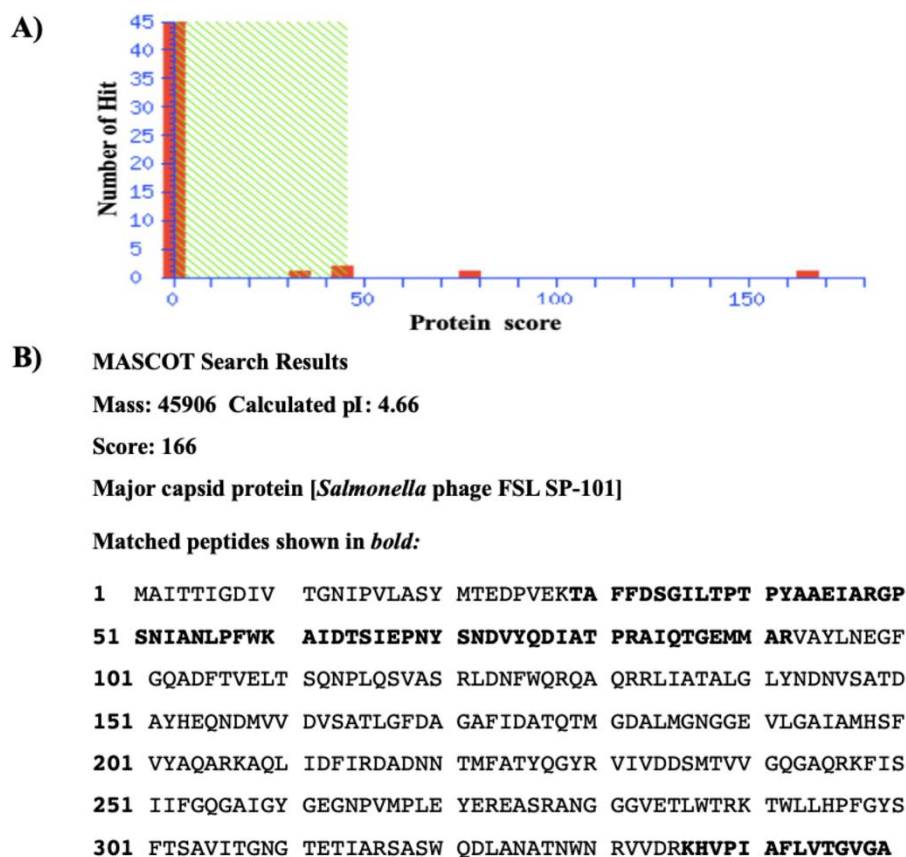 A)
45
40
35
30
25
20
15
10
5
0
Number of Hit
0 50 100 150
Protein score
B) MASCOT Search Results
Mass: 45906 Calculated pI: 4.66
Score: 166
Major capsid protein [Salmonella phage FSL SP-101]
Matched peptides shown in bold:
1 MAITTIGDIV TGNIPVLASY MTEDPVEKTA FFDSGILTPT PYAAEIARGP
51 SNIANLPFWK AIDTSIEPNY SNDVYQDIAT PRAIQTGEMM ARVAYLNEGF
101 GQADFTVELT SQNPLQSVAS RLDNFWQRQA QRRLIATALG LYNDNVSATD
151 AYHEQNDMVV DVSATLGFDA GAFIDATQTM GDALMGNGGE VLGAIAMHSF
201 VYAQARKAQL IDFIRDADNN TMFATYQGYR VIVDDSMTVV GQGAQRKFIS
251 IIFGQGAIGY GEGNPVMPLE YEREASRANG GGVETLWTRK TWLLHPFGYS
301 FTSAVITGNG TETIARSASW QDLANATNWN RVVDRKHVPI AFLVTGVGA